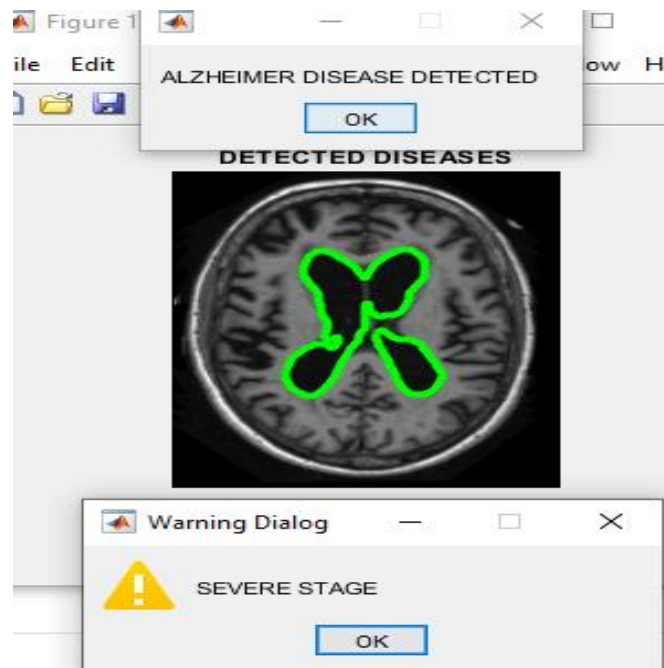 Figure 1
ile Edit ow H
ALZHEIMER DISEASE DETECTED
OK
DETECTED DISEASES
Warning Dialog
SEVERE STAGE
OK